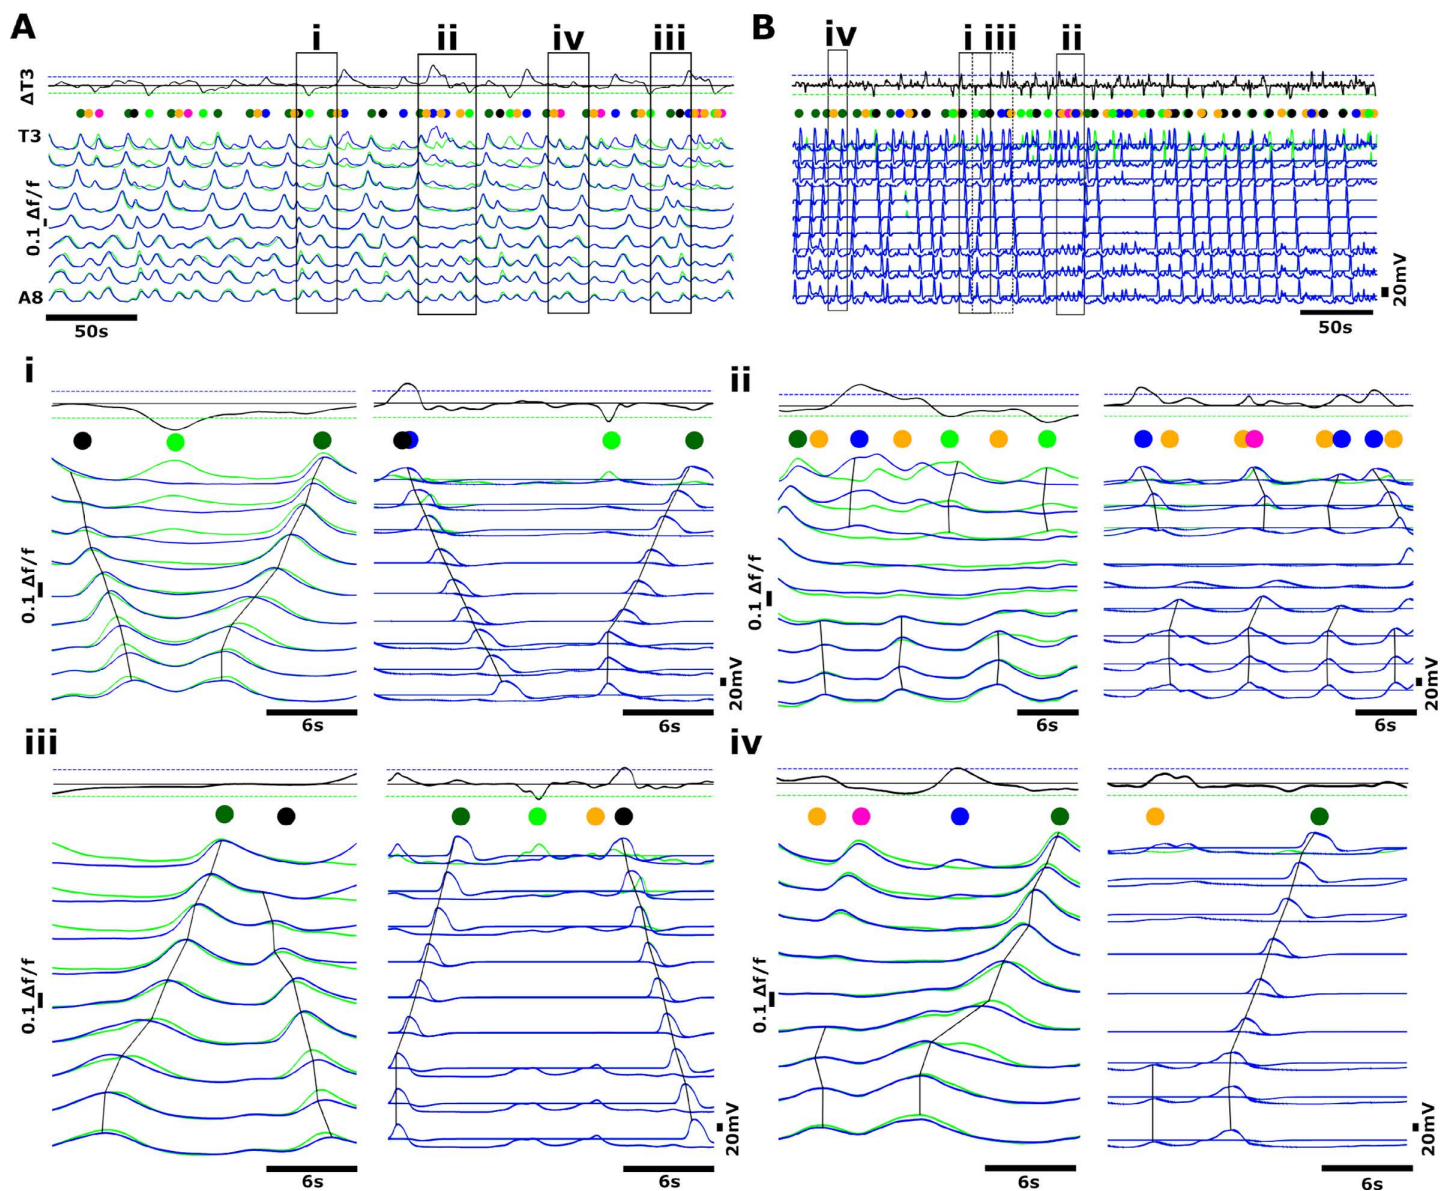 A
B
i
ii
iv
iii
iv
i
iii
ii
ΔT3
T3
0.1 Δf/f
A8
50s
20mV
50s
i
ii
0.1 Δf/f
6s
20mV
6s
0.1 Δf/f
6s
20mV
6s
iii
iv
0.1 Δf/f
6s
20mV
6s
0.1 Δf/f
6s
20mV
6s